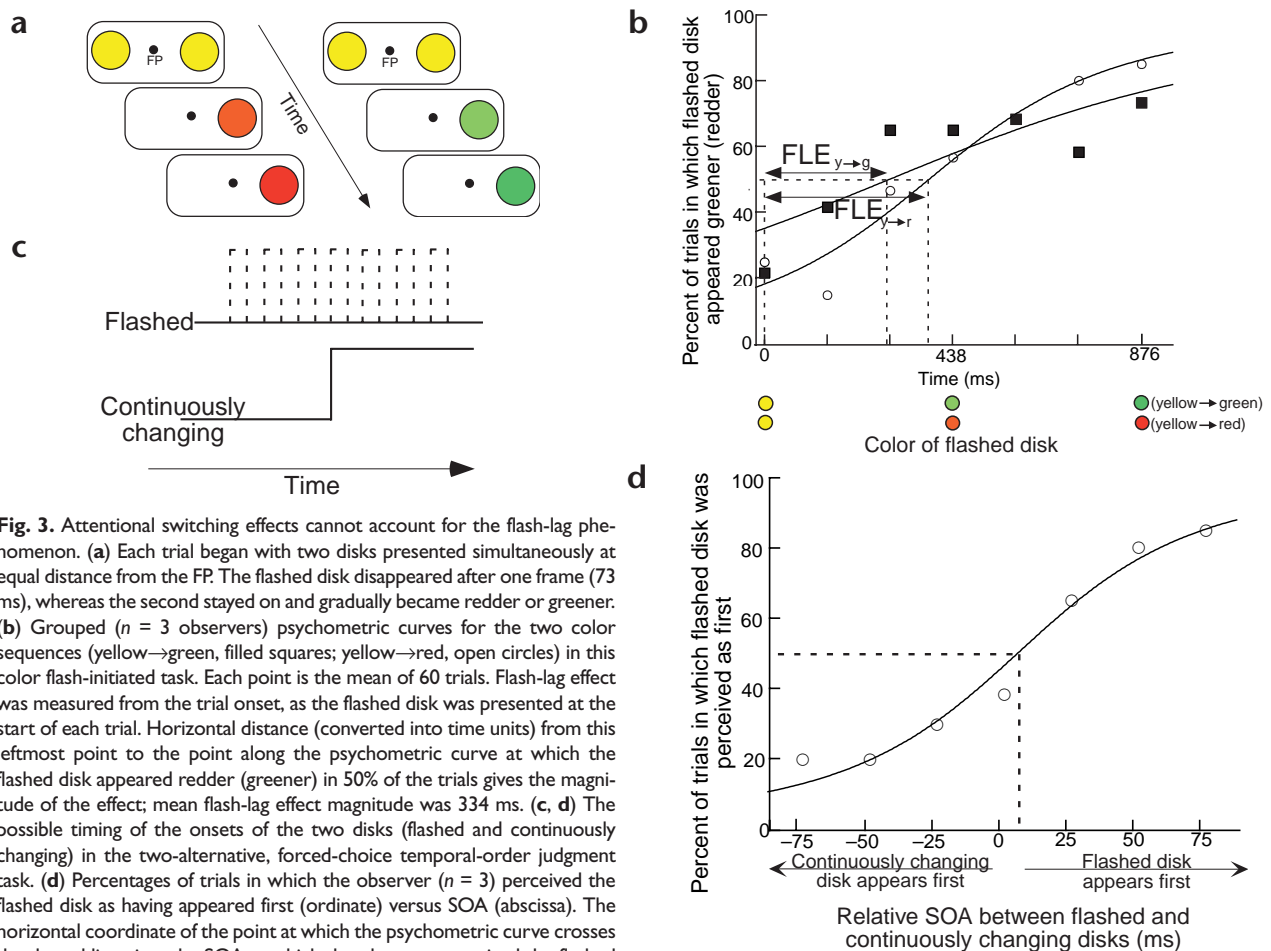 a
FP
FP
Time
c
Flashed
Continuously
changing
Time
b
Percent of trials in which flashed disk
appeared greener (redder)
100
80
60
40
20
0
FLE y→g
FLE y→r
0
438
876
Time (ms)
(yellow→green)
(yellow→red)
Color of flashed disk
d
Percent of trials in which flashed disk was
perceived as first
100
80
60
40
20
0
−75 −50 −25 0 25 50 75
Continuously changing
disk appears first
Flashed disk
appears first
Relative SOA between flashed and
continuously changing disks (ms)
Fig. 3. Attentional switching effects cannot account for the flash-lag phe-
nomenon. (a) Each trial began with two disks presented simultaneously at
equal distance from the FP. The flashed disk disappeared after one frame (73
ms), whereas the second stayed on and gradually became redder or greener.
(b) Grouped (n = 3 observers) psychometric curves for the two color
sequences (yellow→green, filled squares; yellow→red, open circles) in this
color flash-initiated task. Each point is the mean of 60 trials. Flash-lag effect
was measured from the trial onset, as the flashed disk was presented at the
start of each trial. Horizontal distance (converted into time units) from this
leftmost point to the point along the psychometric curve at which the
flashed disk appeared redder (greener) in 50% of the trials gives the magni-
tude of the effect; mean flash-lag effect magnitude was 334 ms. (c, d) The
possible timing of the onsets of the two disks (flashed and continuously
changing) in the two-alternative, forced-choice temporal-order judgment
task. (d) Percentages of trials in which the observer (n = 3) perceived the
flashed disk as having appeared first (ordinate) versus SOA (abscissa). The
horizontal coordinate of the point at which the psychometric curve crosses